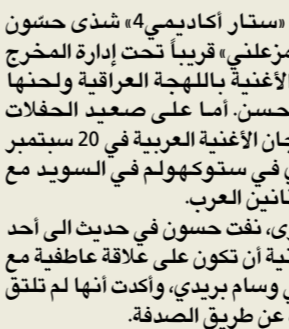 «ستار أكاديمي4» شذى حسّون
مزعلني» قريباً تحت إدارة المخرج
الأغنية باللهجة العراقية ولحنها
حسن. أما على صعيد الحفلات
جان الأغنية العربية في 20 سبتمبر
ي في ستوكهولم في السويد مع
نانين العرب.
رى، نفت حسون في حديث الى أحد
نية أن تكون على علاقة عاطفية مع
ي وسام بريدي، وأكدت أنها لم تلتق
عن طريق الصدفة.